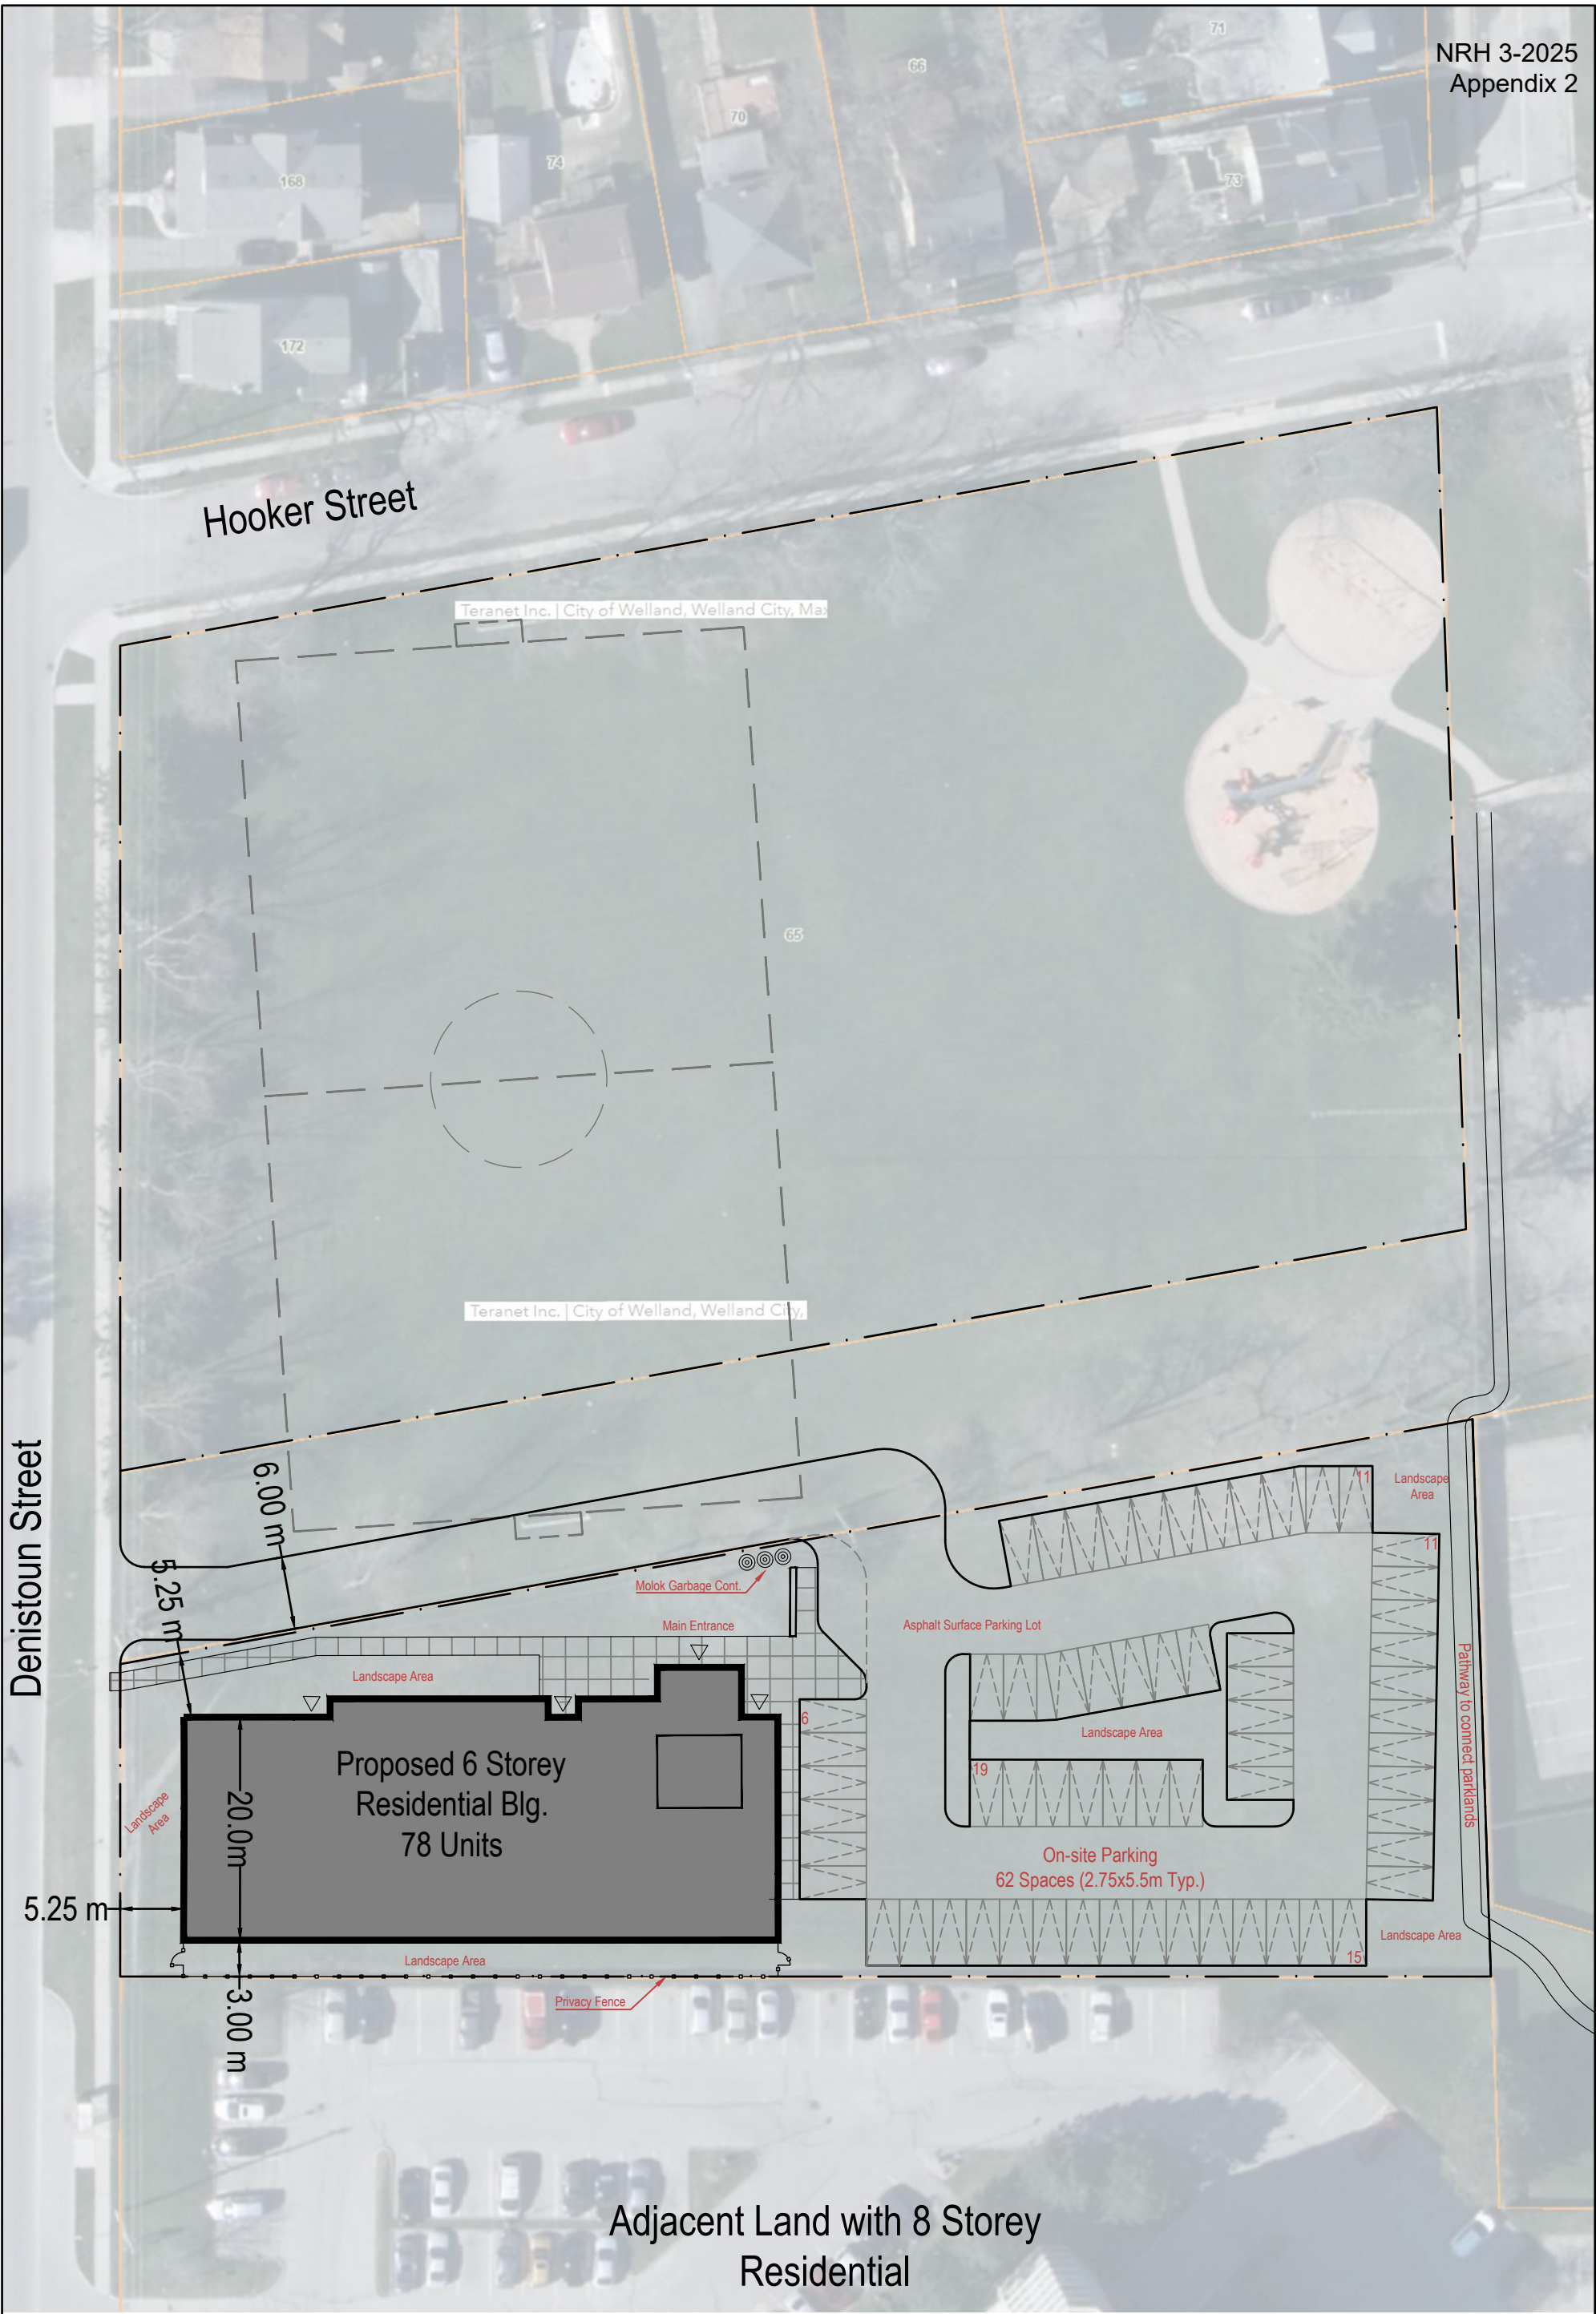 NRH 3-2025
Appendix 2
71
66
70
74
168
73
172
Hooker Street
Teranet Inc. | City of Welland, Welland City, Ma
65
Teranet Inc. | City of Welland, Welland City,
Denistoun Street
6.00 m
5.25 m
11
Landscape
Area
11
Molok Garbage Cont.
Main Entrance
Asphalt Surface Parking Lot
Landscape Area
6
Landscape Area
Pathway to connect parklands
Proposed 6 Storey
Residential Blg.
78 Units
19
20.0m
Landscape
Area
On-site Parking
62 Spaces (2.75x5.5m Typ.)
5.25 m
Landscape Area
15
Landscape Area
3.00 m
Privacy Fence
Adjacent Land with 8 Storey
Residential